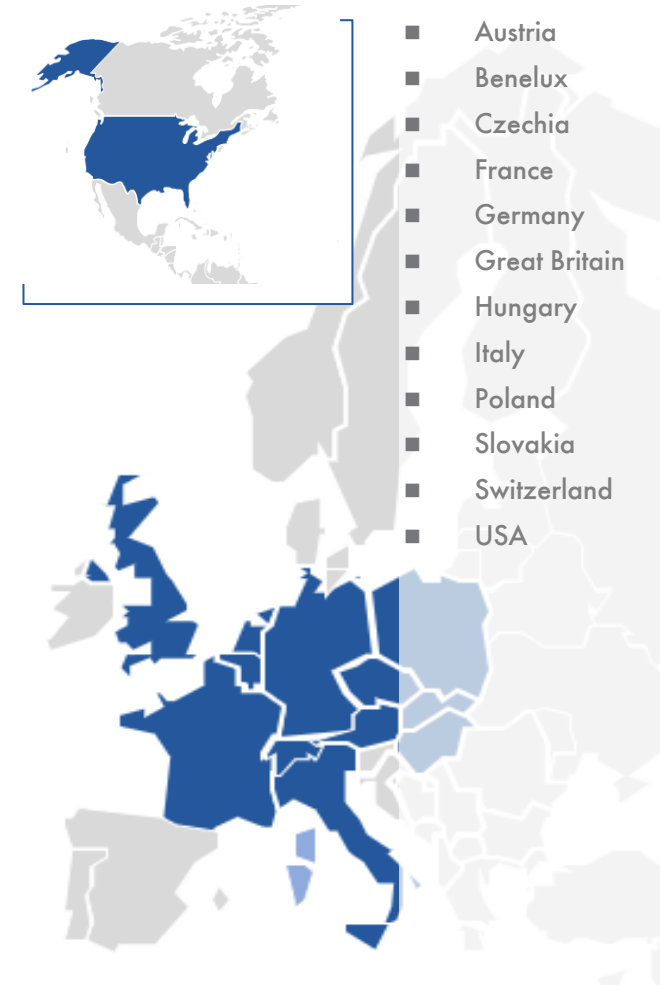 Austria
Benelux
Czechia
France
Germany
Great Britain
Hungary
Italy
Poland
Slovakia
Switzerland
USA